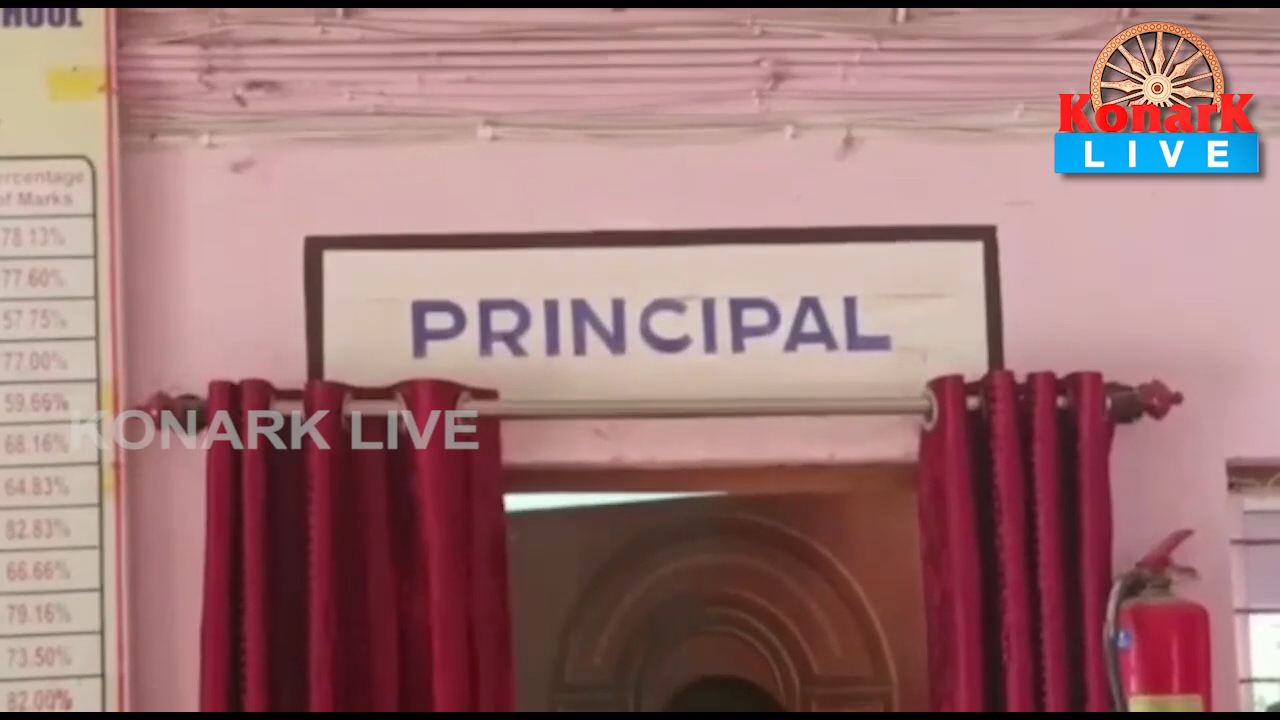 HOOL
ercentage
of Marks
78.13%
77.60%
57.75%
77.00%
59.66%
68.16%
64.83%
82.83%
66.66%
79.16%
73.50%
82.00%
PRINCIPAL
KONARK LIVE
KonarK
LIVE